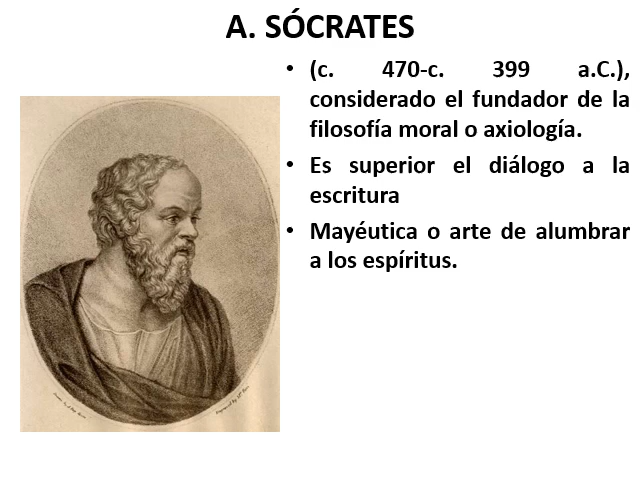 A. SÓCRATES
• (c. 470-c. 399 a.C.),
considerado el fundador de la
filosofía moral o axiología.
• Es superior el diálogo a la
escritura
• Mayéutica o arte de alumbrar
a los espíritus.